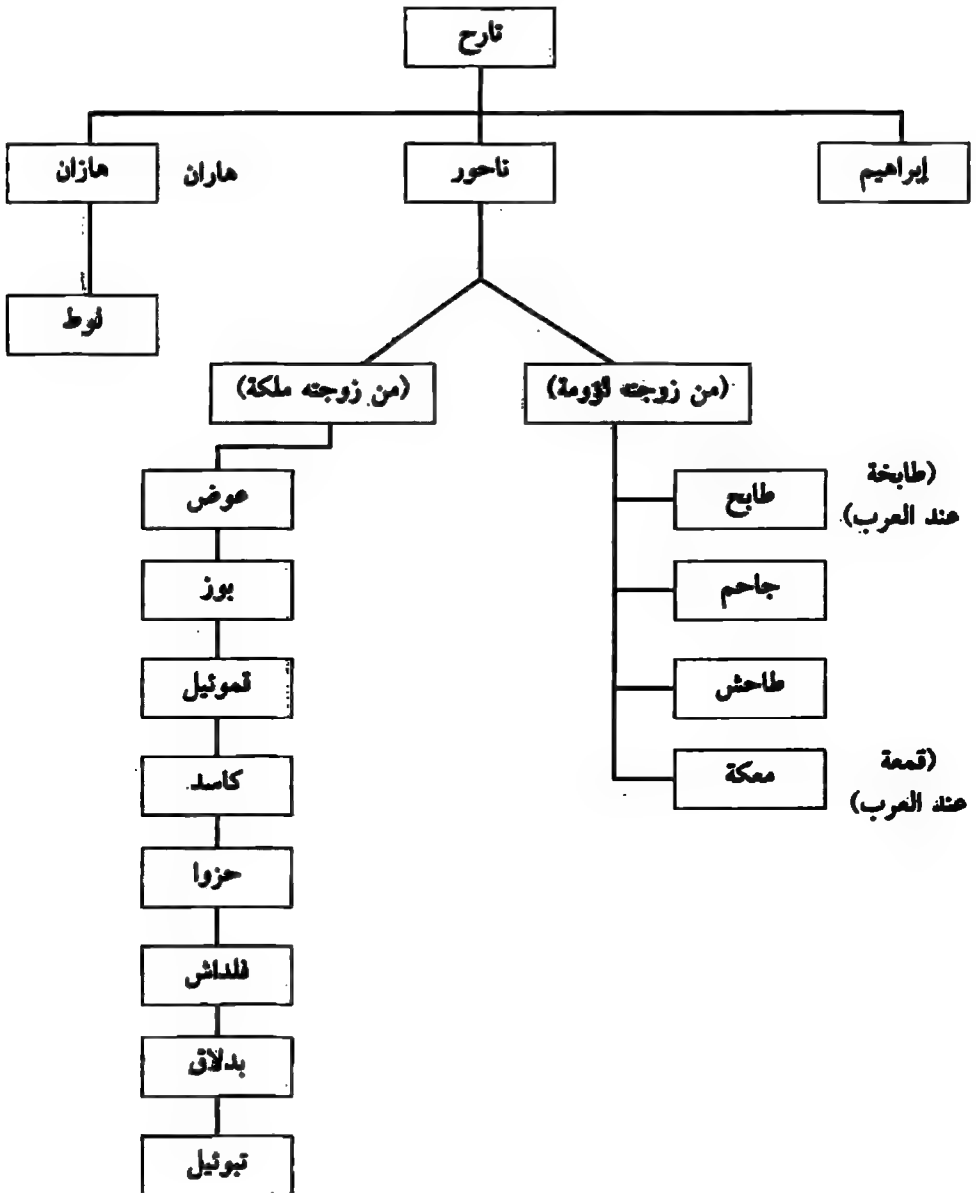 تارح
إبراهيم
ناحور
هاران
هازان
لوط
(من زوجته لؤومة)
(من زوجته ملكة)
طابح
(طابخة
عند العرب)
جاحم
طاحش
معكة
(قمعة
عند العرب)
عوض
بوز
قموئيل
كاسد
حزوا
فلداش
بدلاق
تبوئيل